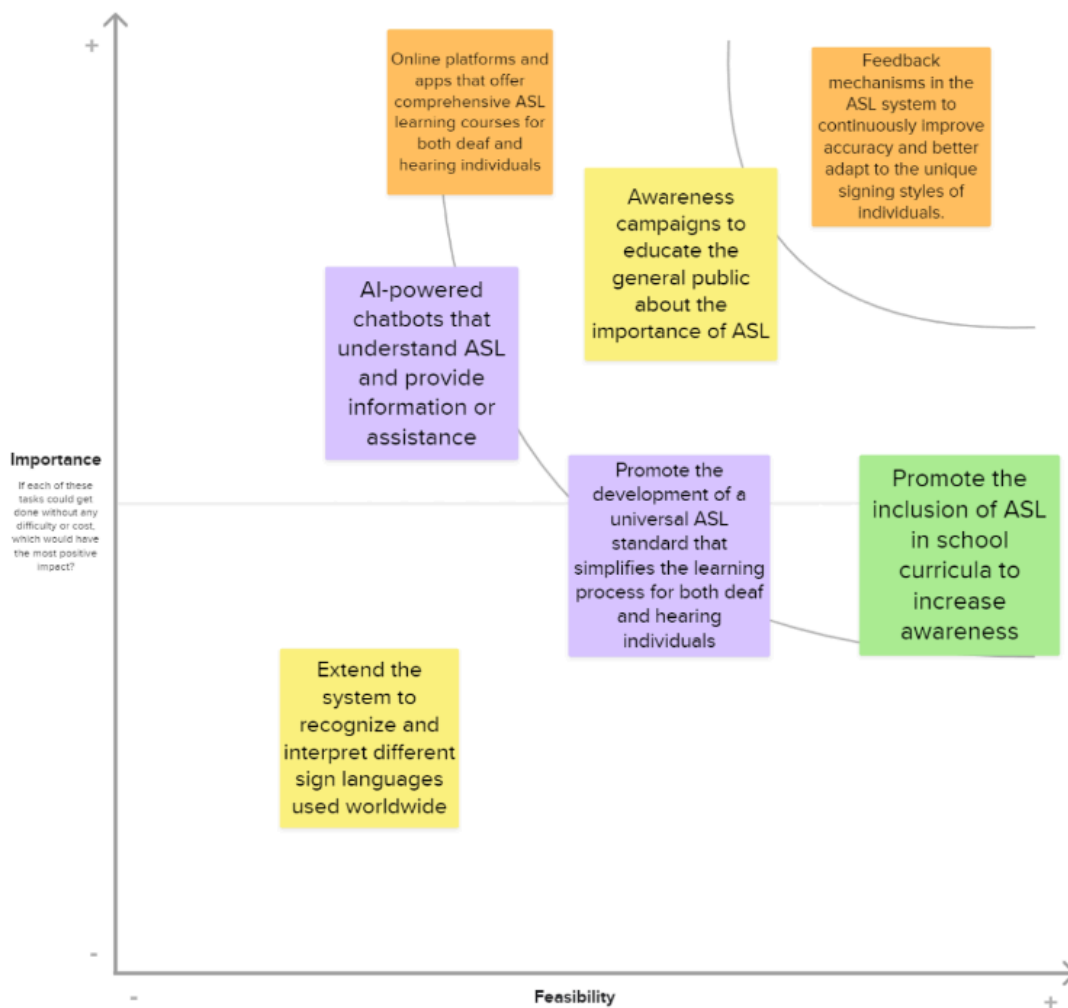 +
Online platforms and
apps that offer
comprehensive ASL
learning courses for
both deaf and
hearing individuals
Feedback
mechanisms in the
ASL system to
continuously improve
accuracy and better
adapt to the unique
signing styles of
individuals.
Awareness
campaigns to
educate the
general public
about the
importance of ASL
AI-powered
chatbots that
understand ASL
and provide
information or
assistance
Importance
If each of these
tasks could get
done without any
difficulty or cost,
which would have
the most positive
impact?
Promote the
development of a
universal ASL
standard that
simplifies the learning
process for both deaf
and hearing
individuals
Promote the
inclusion of ASL
in school
curricula to
increase
awareness
Extend the
system to
recognize and
interpret different
sign languages
used worldwide
-
-
Feasibility
+